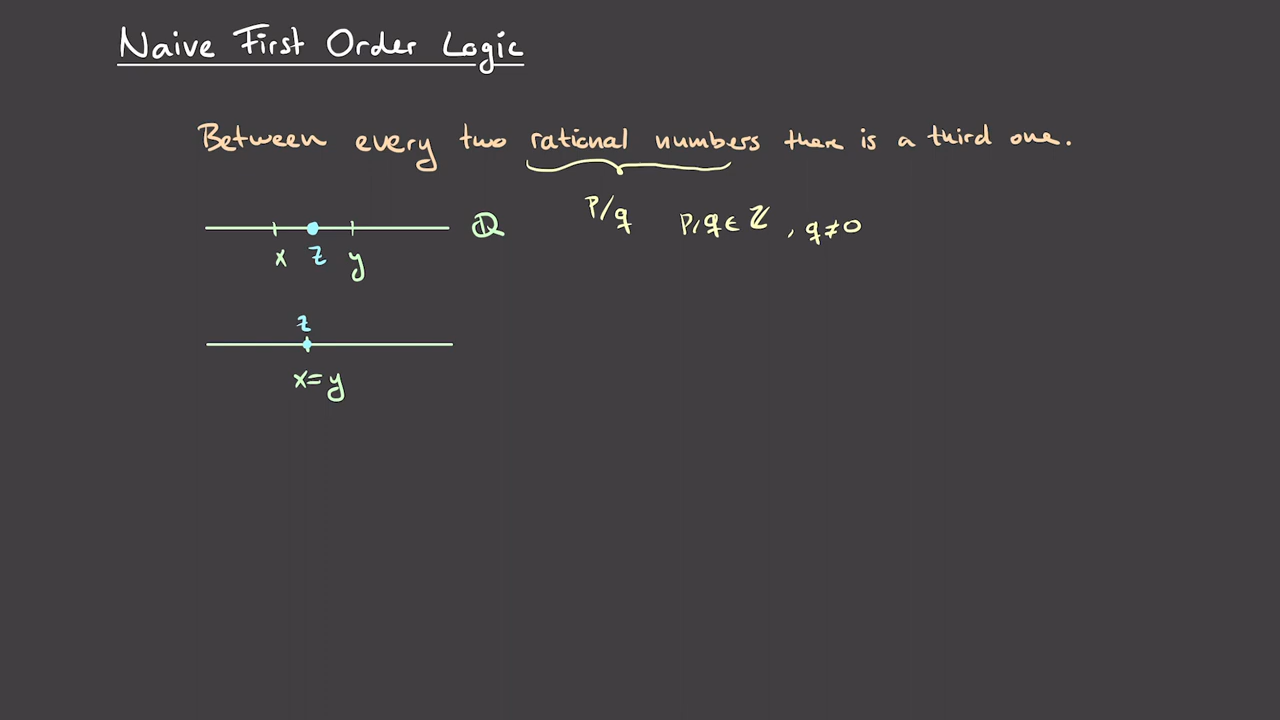 Naive First Order Logic
Between every two rational numbers there is a third one.
p/q p,q ∈ ℤ, q≠0
ℚ
x z y
z
x=y